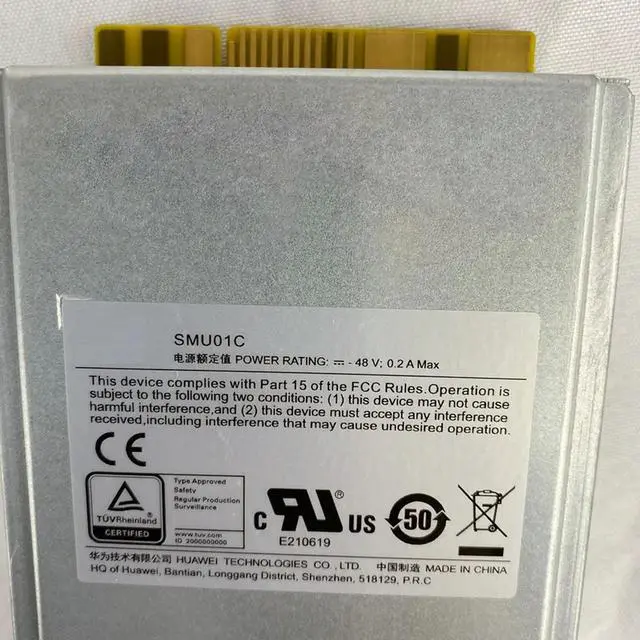 SMU01C
电源额定值 POWER RATING: ⎓ - 48 V; 0.2 A Max
This device complies with Part 15 of the FCC Rules.Operation is
subject to the following two conditions: (1) this device may not cause
harmful interference,and (2) this device must accept any interference
received,including interference that may cause undesired operation.
CE
TÜVRheinland
CERTIFIED
Type Approved
Safety
Regular Production
Surveillance
www.tuv.com
ID 2000000000
C RU ® US
E210619
50
华为技术有限公司 HUAWEI TECHNOLOGIES CO., LTD. 中国制造 MADE IN CHINA
HQ of Huawei, Bantian, Longgang District, Shenzhen, 518129, P.R.C